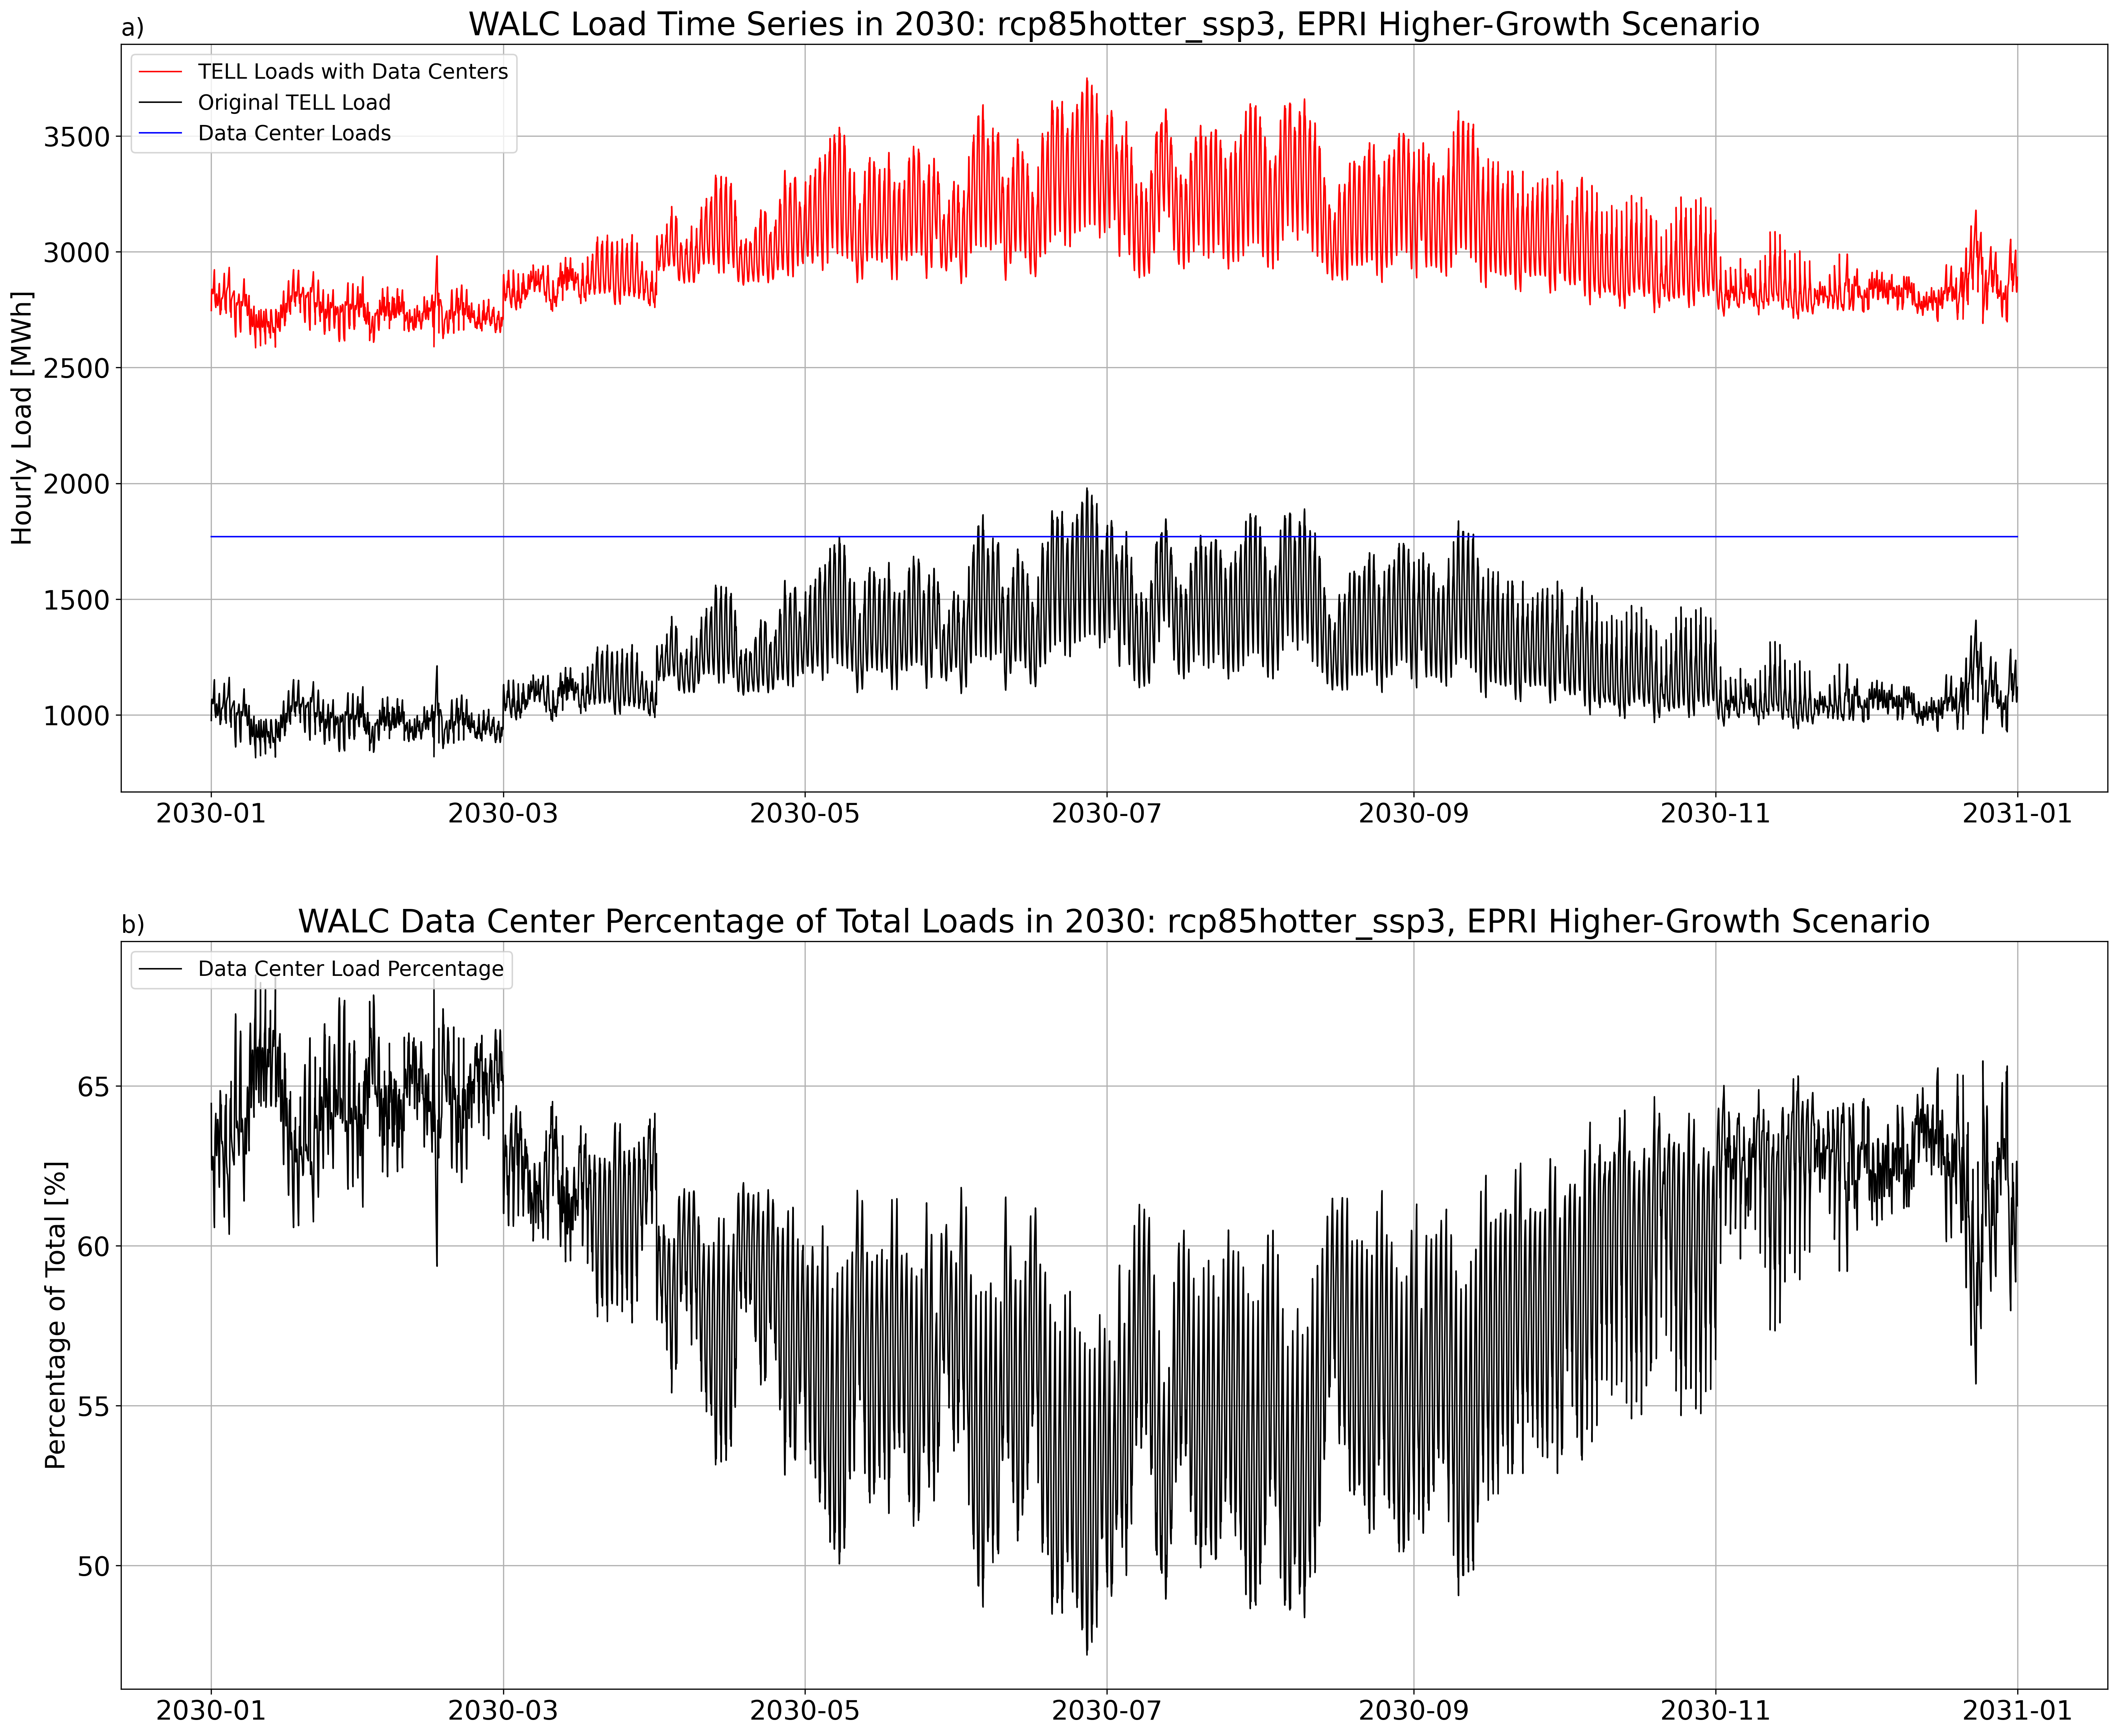 a)
WALC Load Time Series in 2030: rcp85hotter_ssp3, EPRI Higher-Growth Scenario
TELL Loads with Data Centers
Original TELL Load
Data Center Loads
Hourly Load [MWh]
3500
3000
2500
2000
1500
1000
2030-01
2030-03
2030-05
2030-07
2030-09
2030-11
2031-01
b)
WALC Data Center Percentage of Total Loads in 2030: rcp85hotter_ssp3, EPRI Higher-Growth Scenario
Data Center Load Percentage
Percentage of Total [%]
65
60
55
50
2030-01
2030-03
2030-05
2030-07
2030-09
2030-11
2031-01